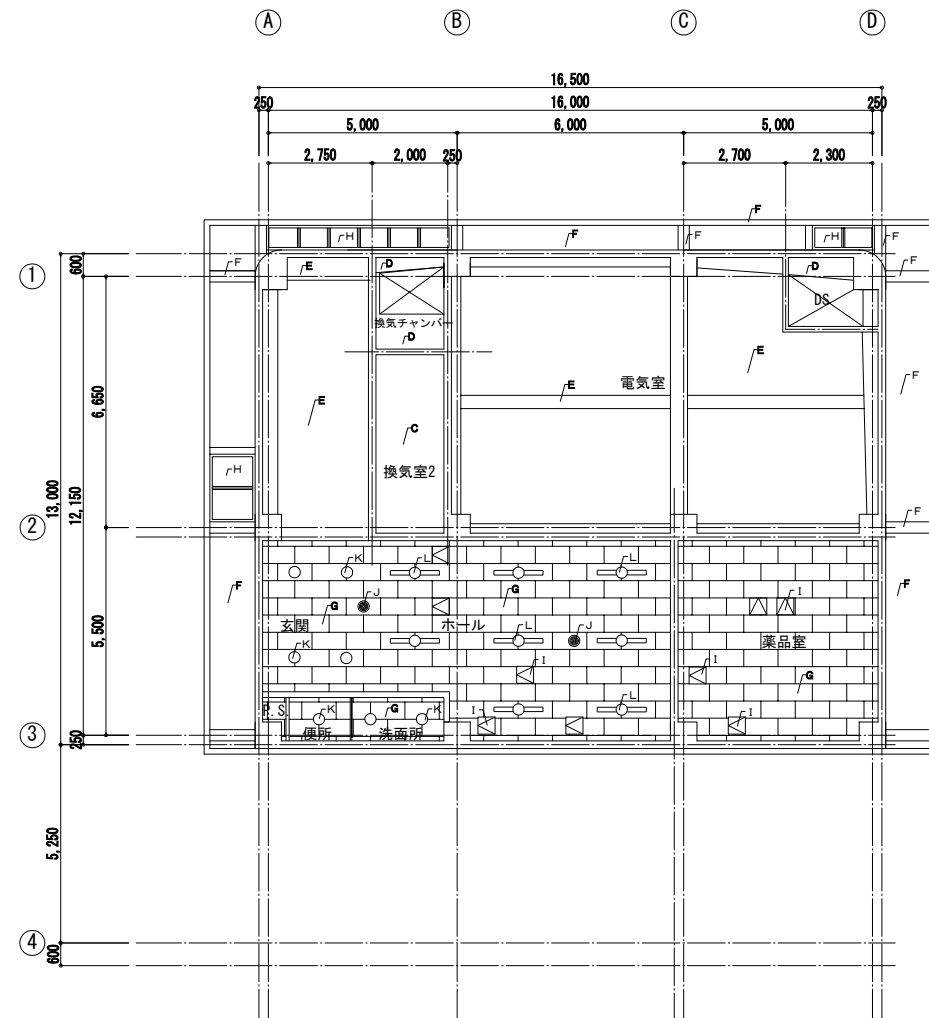 A B C D
16,500
250 16,000 250
5,000 6,000 5,000
2,750 2,000 250 2,700 2,300
F
H F F H F
1 600 F E D D F
DS
換気チャンバー
D
E E 電気室 E F
6,650
C
換気室2
H
13,000 12,150
2 F
K L L
F F
J I
G G
玄関 ホール 薬品室
L J
5,500
K I I
G
I L I
P.S K G K
3 便所 洗面所
250
5,250
4
600